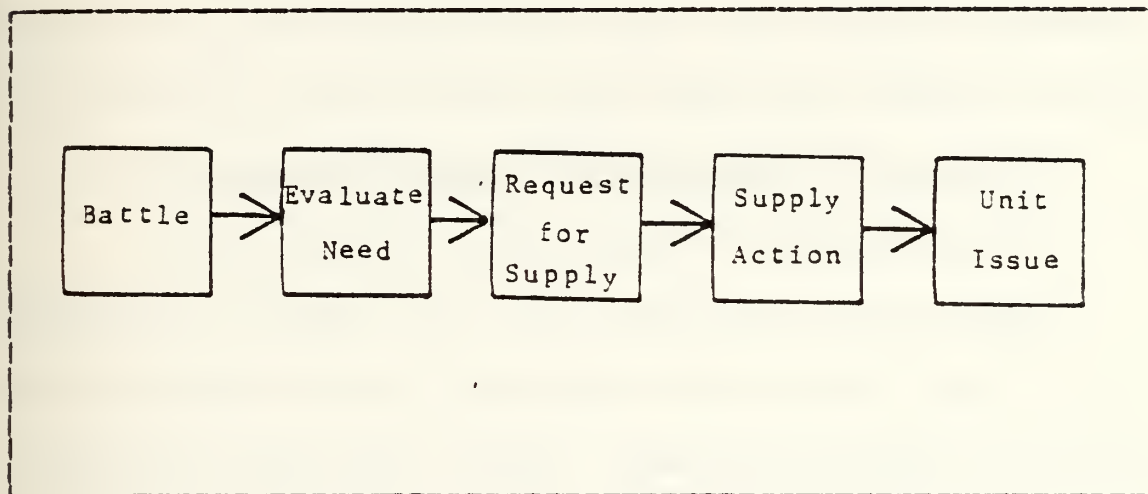 Battle
Evaluate
Need
Request
for
Supply
Supply
Action
Unit
Issue